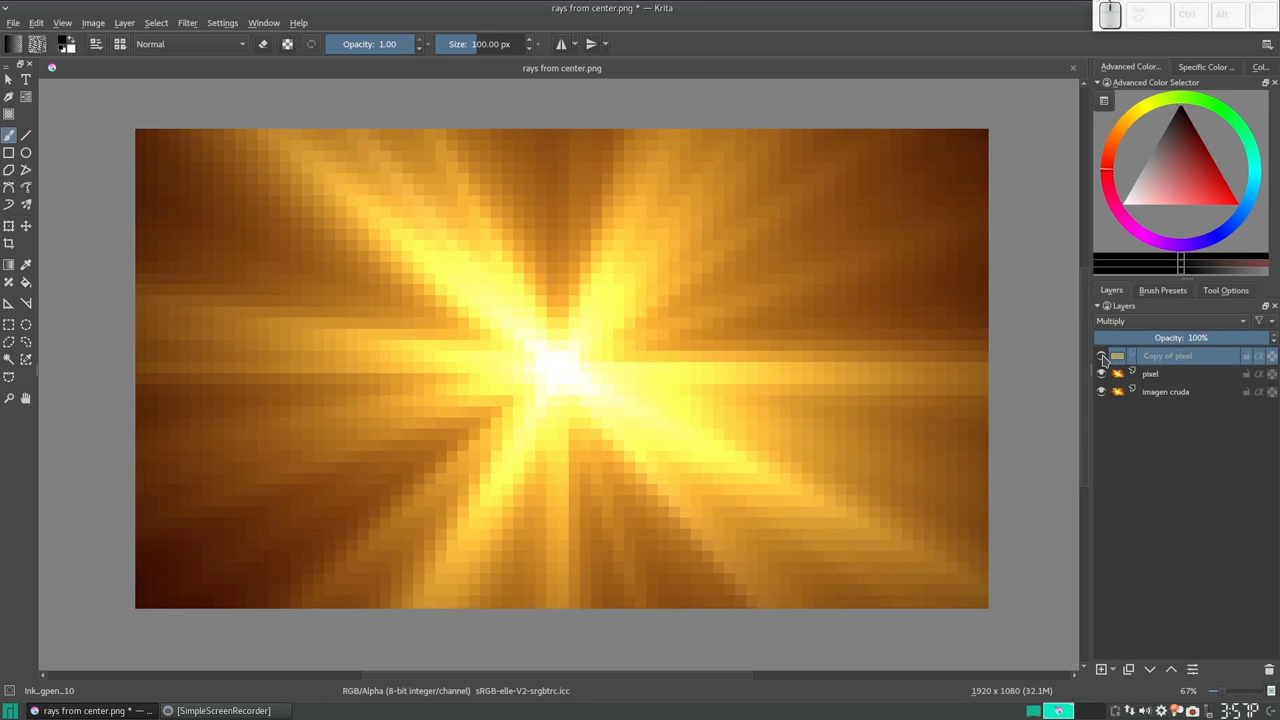 rays from center.png * — Krita
File Edit View Image Layer Select Filter Settings Window Help
Ctrl Alt
Normal Opacity: 1.00 Size: 100.00 px
rays from center.png
Advanced Color... Specific Color ... Col...
Advanced Color Selector
Layers Brush Presets Tool Options
Layers
Multiply
Opacity: 100%
Copy of pixel
pixel
imagen cruda
Ink_gpen_10 RGB/Alpha (8-bit integer/channel) sRGB-elle-V2-srgbtrc.icc 1920 x 1080 (32.1M) 67%
rays from center.png * — ... [SimpleScreenRecorder]